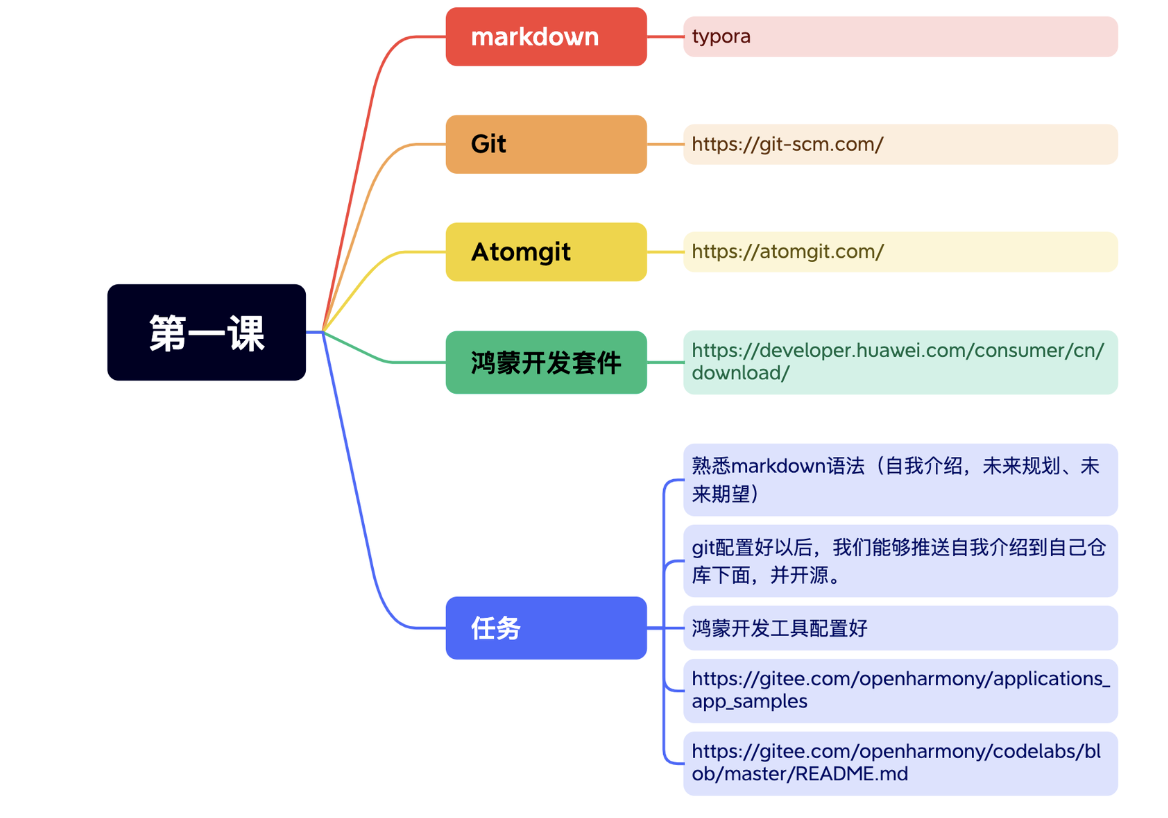 markdown
typora
Git
https://git-scm.com/
Atomgit
https://atomgit.com/
第一课
鸿蒙开发套件
https://developer.huawei.com/consumer/cn/
download/
任务
熟悉markdown语法（自我介绍，未来规划、未
来期望）
git配置好以后，我们能够推送自我介绍到自己仓
库下面，并开源。
鸿蒙开发工具配置好
https://gitee.com/openharmony/applications_
app_samples
https://gitee.com/openharmony/codelabs/bl
ob/master/README.md